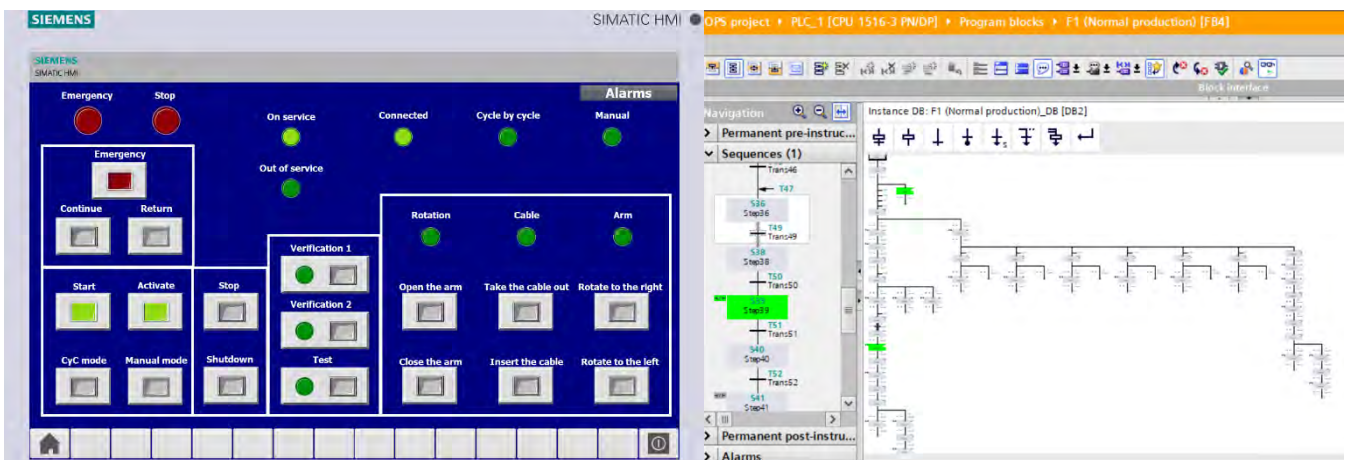 SIEMENS
SIMATIC HMI
SIEMENS
SIMATIC HMI
Alarms
Emergency
Stop
On service
Connected
Cycle by cycle
Manual
Out of service
Emergency
Continue
Return
Rotation
Cable
Arm
Verification 1
Verification 2
Test
Start
Activate
Stop
Open the arm
Take the cable out
Rotate to the right
CyC mode
Manual mode
Shutdown
Close the arm
Insert the cable
Rotate to the left
OPS project PLC_1 [CPU 1516-3 PN/DP] Program blocks F1 (Normal production) [FB4]
Block interface
Navigation
Instance DB: F1 (Normal production)_DB [DB2]
Permanent pre-instruc...
Sequences (1)
Trans46
T47
S36
Step36
T49
Trans49
S38
Step38
T50
Trans50
S39
Step39
T51
Trans51
S40
Step40
T52
Trans52
S41
Step41
Permanent post-instru...
Alarms